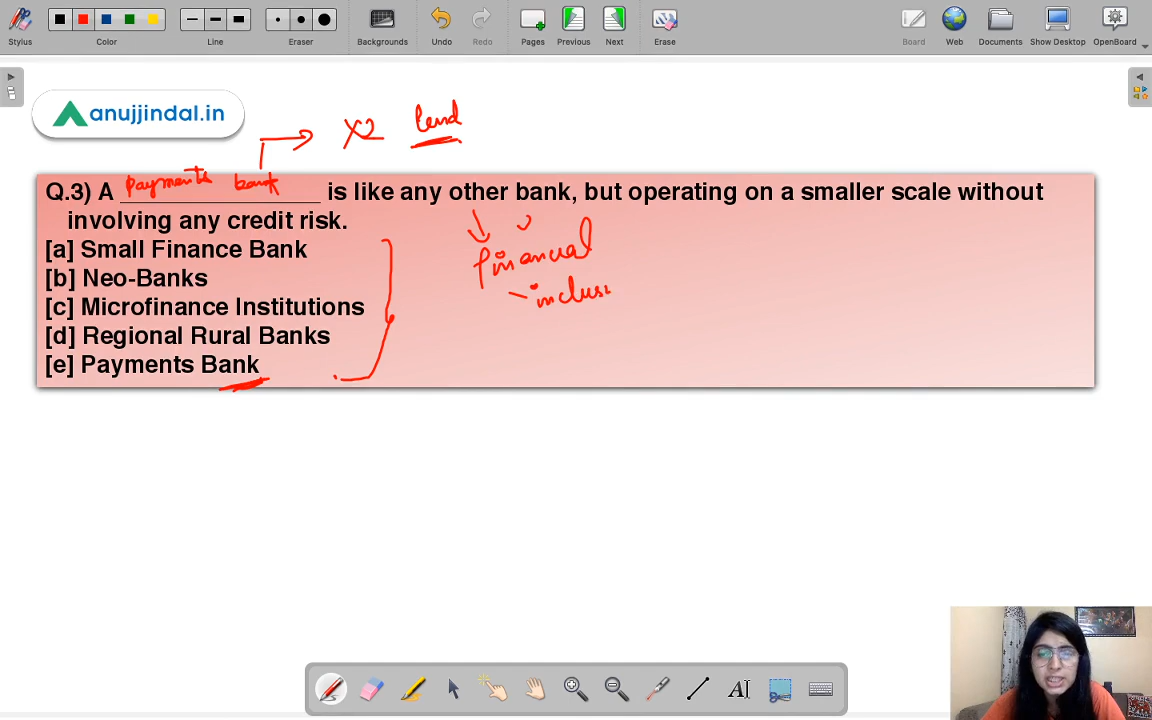 Stylus
Color
Line
Eraser
Backgrounds
Undo
Redo
Pages
Previous
Next
Erase
Board
Web
Documents
Show Desktop
OpenBoard
anujjindal.in
lend
payments bank
Q.3) A ____________________ is like any other bank, but operating on a smaller scale without
involving any credit risk.
[a] Small Finance Bank
[b] Neo-Banks
[c] Microfinance Institutions
[d] Regional Rural Banks
[e] Payments Bank
financial
- inclusi
AI